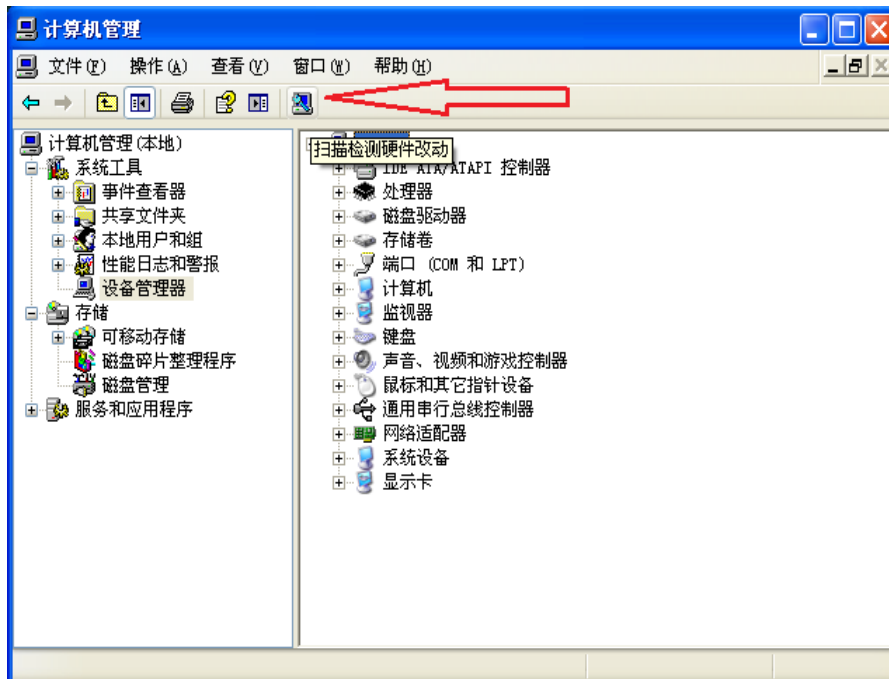 计算机管理
文件(F) 操作(A) 查看(V) 窗口(W) 帮助(H)
计算机管理(本地)
系统工具
事件查看器
共享文件夹
本地用户和组
性能日志和警报
设备管理器
存储
可移动存储
磁盘碎片整理程序
磁盘管理
服务和应用程序
扫描检测硬件改动
IDE ATA/ATAPI 控制器
处理器
磁盘驱动器
存储卷
端口 (COM 和 LPT)
计算机
监视器
键盘
声音、视频和游戏控制器
鼠标和其它指针设备
通用串行总线控制器
网络适配器
系统设备
显示卡